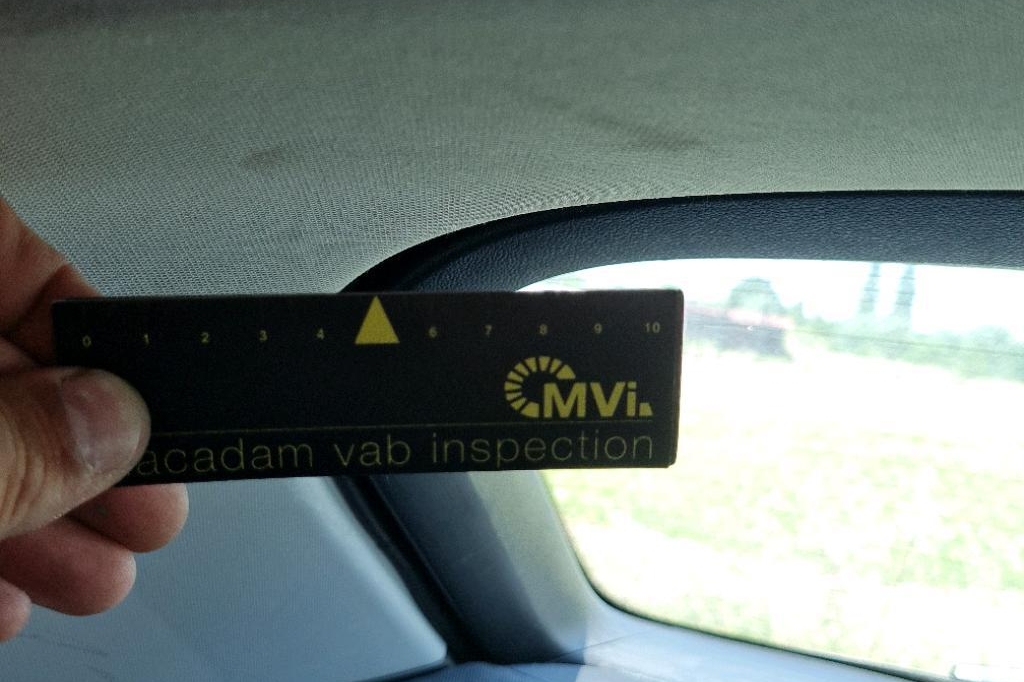 0 1 2 3 4 6 7 8 9 10
MVi.
acadam vab inspection